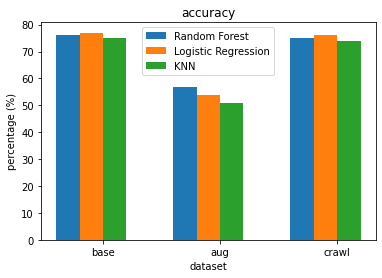 accuracy
percentage (%)
80
70
60
50
40
30
20
10
0
Random Forest
Logistic Regression
KNN
base
aug
crawl
dataset